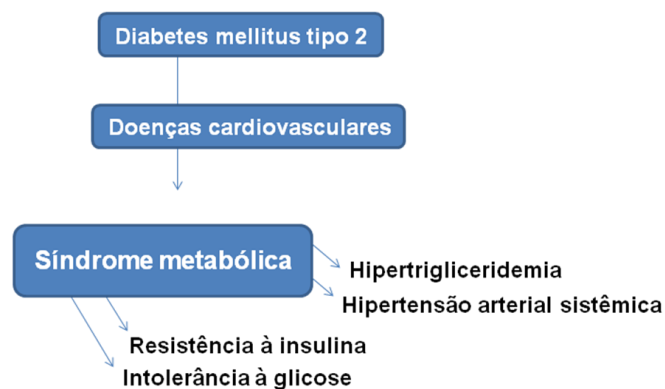 Diabetes mellitus tipo 2
Doenças cardiovasculares
Síndrome metabólica
Hipertrigliceridemia
Hipertensão arterial sistêmica
Resistência à insulina
Intolerância à glicose